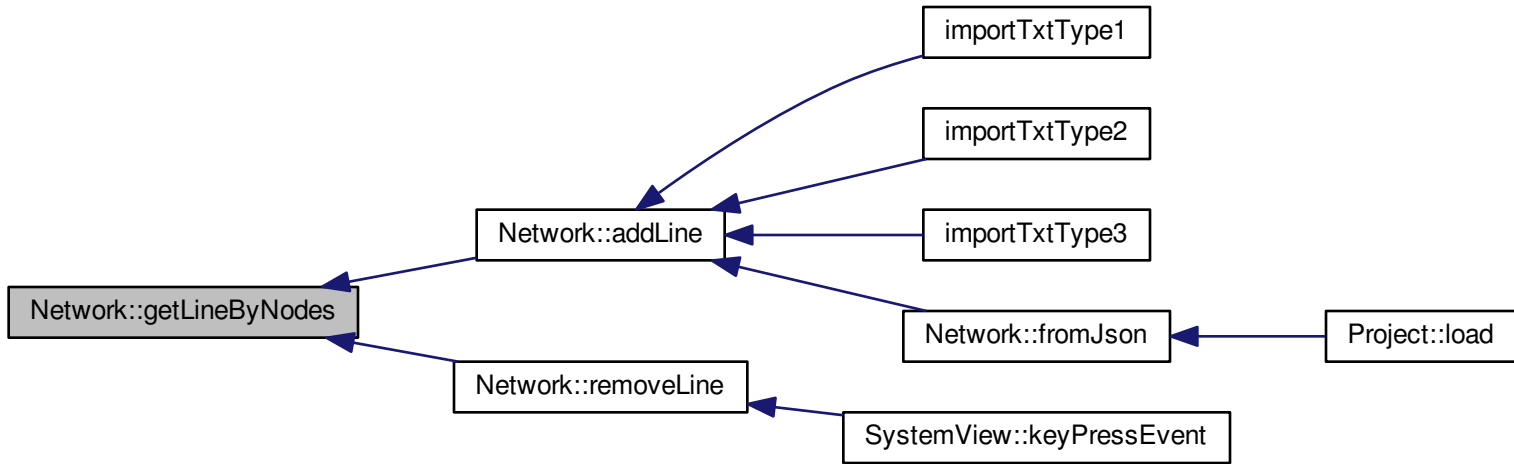 importTxtType1
importTxtType2
Network::addLine
importTxtType3
Network::getLineByNodes
Network::fromJson
Project::load
Network::removeLine
SystemView::keyPressEvent